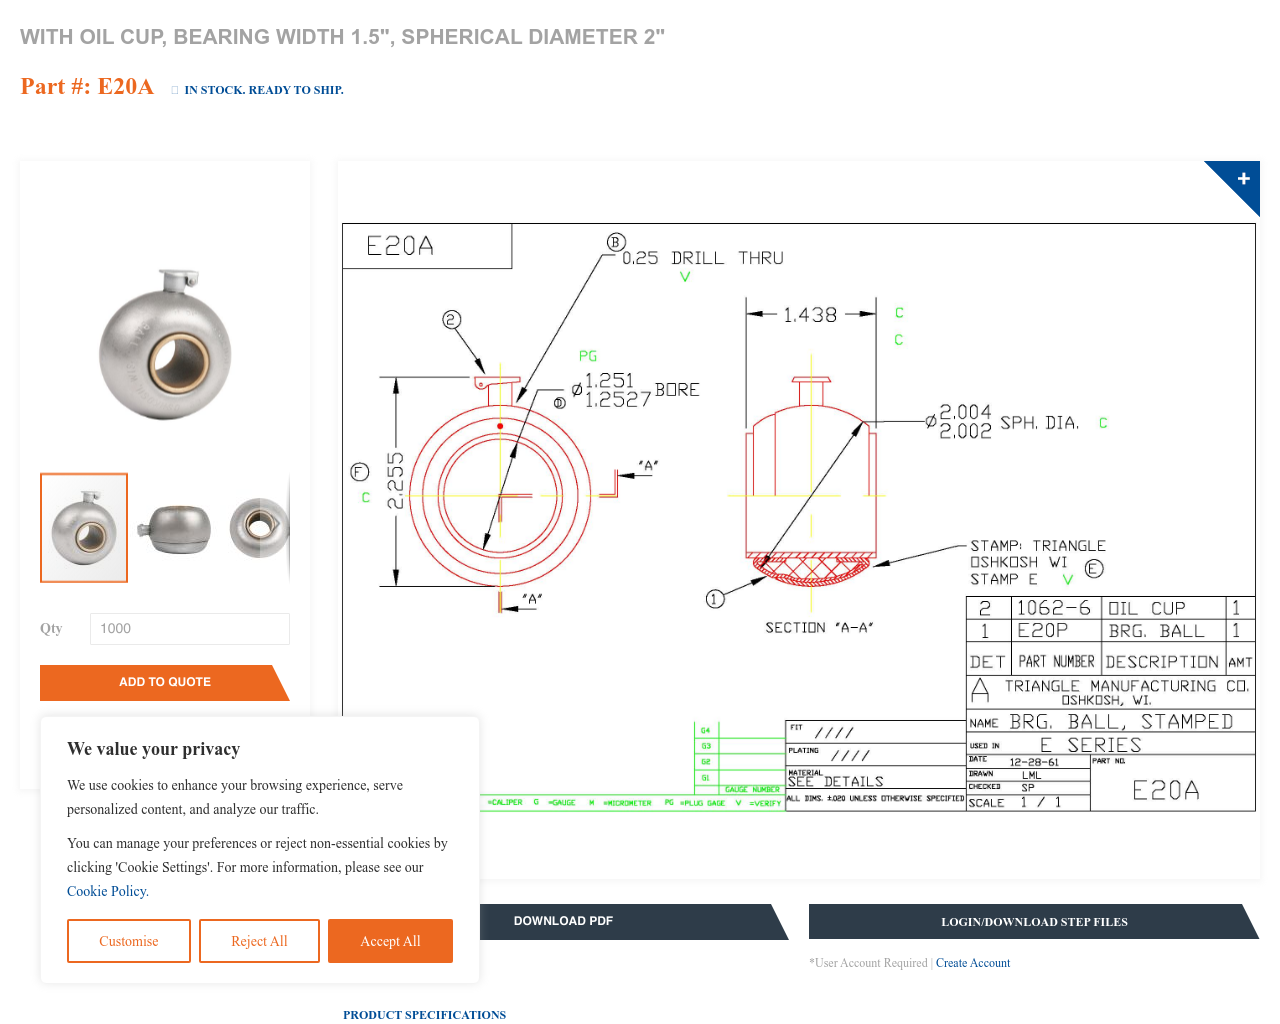 WITH OIL CUP, BEARING WIDTH 1.5", SPHERICAL DIAMETER 2"
Part #: E20A
IN STOCK. READY TO SHIP.
+
E20A
B
0.25 DRILL THRU
V
2
1.438
C
C
PG
Ø 1.251
1.2527 BORE
D
Ø 2.004
2.002 SPH. DIA.
C
F
C
2.255
"A"
"A"
STAMP: TRIANGLE
OSHKOSH WI
STAMP E V
E
1
SECTION "A-A"
2 1062-6 OIL CUP 1
1 E20P BRG. BALL 1
DET PART NUMBER DESCRIPTION AMT
A TRIANGLE MANUFACTURING CO.
OSHKOSH, WI.
NAME BRG. BALL, STAMPED
USED IN E SERIES
DATE 12-28-61
DRAWN LML
CHECKED SP
SCALE 1 / 1
PART NO.
E20A
FIT ////
PLATING ////
MATERIAL
SEE DETAILS
ALL DIMS. ±.020 UNLESS OTHERWISE SPECIFIED
G4
G3
G2
G1
GAUGE NUMBER
=CALIPER G =GAUGE M =MICROMETER PG =PLUG GAGE V =VERIFY
Qty
1000
ADD TO QUOTE
We value your privacy
We use cookies to enhance your browsing experience, serve
personalized content, and analyze our traffic.
You can manage your preferences or reject non-essential cookies by
clicking 'Cookie Settings'. For more information, please see our
Cookie Policy.
Customise
Reject All
Accept All
DOWNLOAD PDF
LOGIN/DOWNLOAD STEP FILES
*User Account Required | Create Account
PRODUCT SPECIFICATIONS